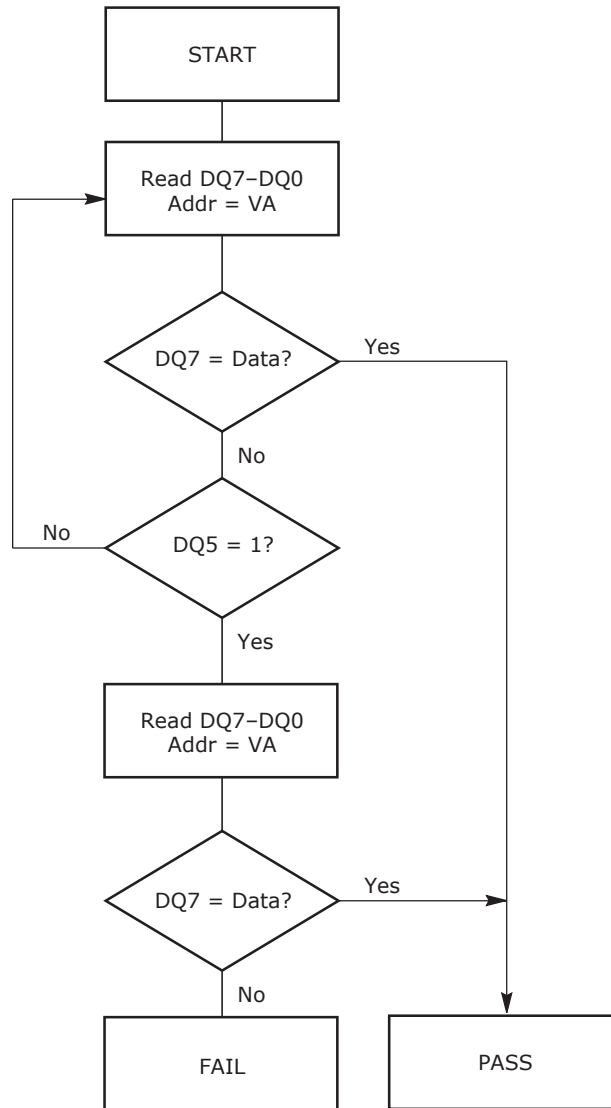 START
Read DQ7–DQ0
Addr = VA
DQ7 = Data?
Yes
No
No
DQ5 = 1?
Yes
Read DQ7–DQ0
Addr = VA
DQ7 = Data?
Yes
No
FAIL
PASS